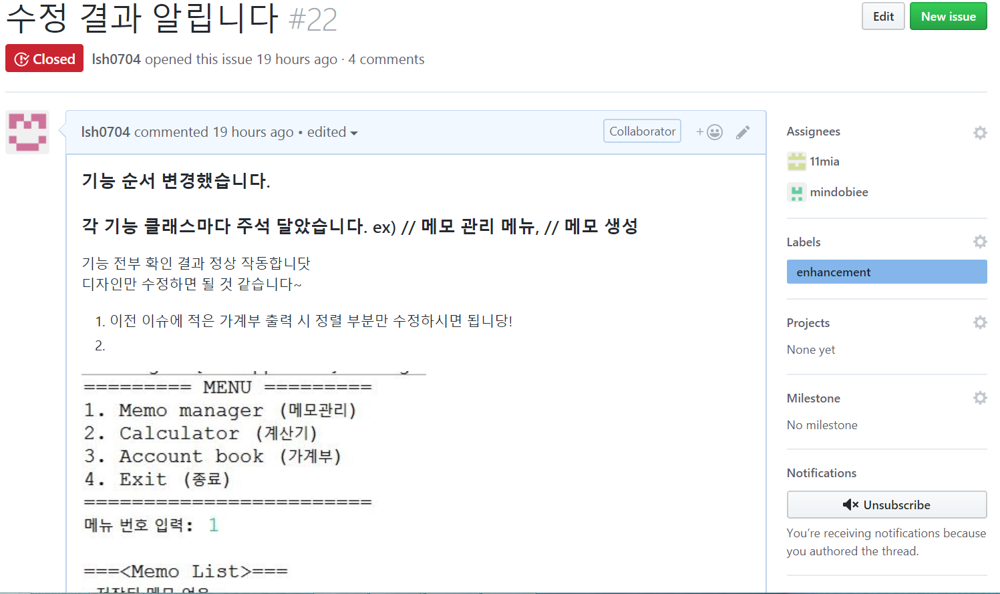 수정 결과 알립니다 #22
Edit
New issue
Closed
lsh0704 opened this issue 19 hours ago · 4 comments
lsh0704 commented 19 hours ago • edited
Collaborator
+
기능 순서 변경했습니다.
각 기능 클래스마다 주석 달았습니다. ex) // 메모 관리 메뉴, // 메모 생성
기능 전부 확인 결과 정상 작동합니닷
디자인만 수정하면 될 것 같습니다~
1. 이전 이슈에 적은 가계부 출력 시 정렬 부분만 수정하시면 됩니당!
2.
========= MENU =========
1. Memo manager (메모관리)
2. Calculator (계산기)
3. Account book (가계부)
4. Exit (종료)
========================
메뉴 번호 입력: 1
===<Memo List>===
Assignees
11mia
mindobiee
Labels
enhancement
Projects
None yet
Milestone
No milestone
Notifications
Unsubscribe
You’re receiving notifications because
you authored the thread.